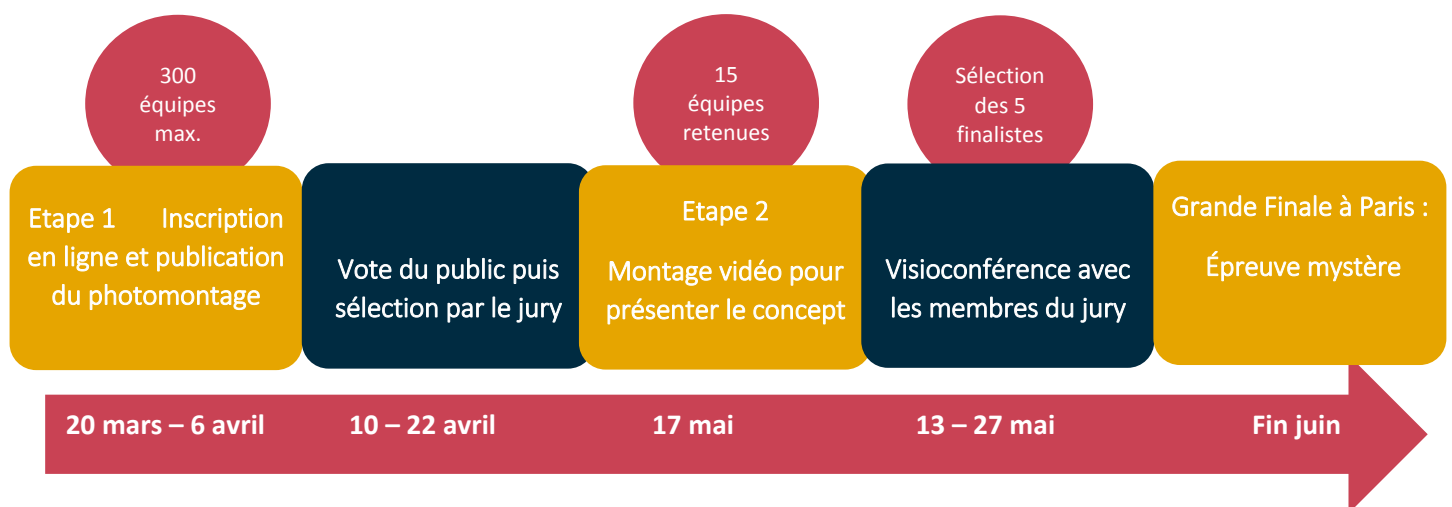 300
équipes
max.
15
équipes
retenues
Sélection
des 5
finalistes
Etape 1 Inscription
en ligne et publication
du photomontage
Vote du public puis
sélection par le jury
Etape 2
Montage vidéo pour
présenter le concept
Visioconférence avec
les membres du jury
Grande Finale à Paris :
Épreuve mystère
20 mars – 6 avril
10 – 22 avril
17 mai
13 – 27 mai
Fin juin